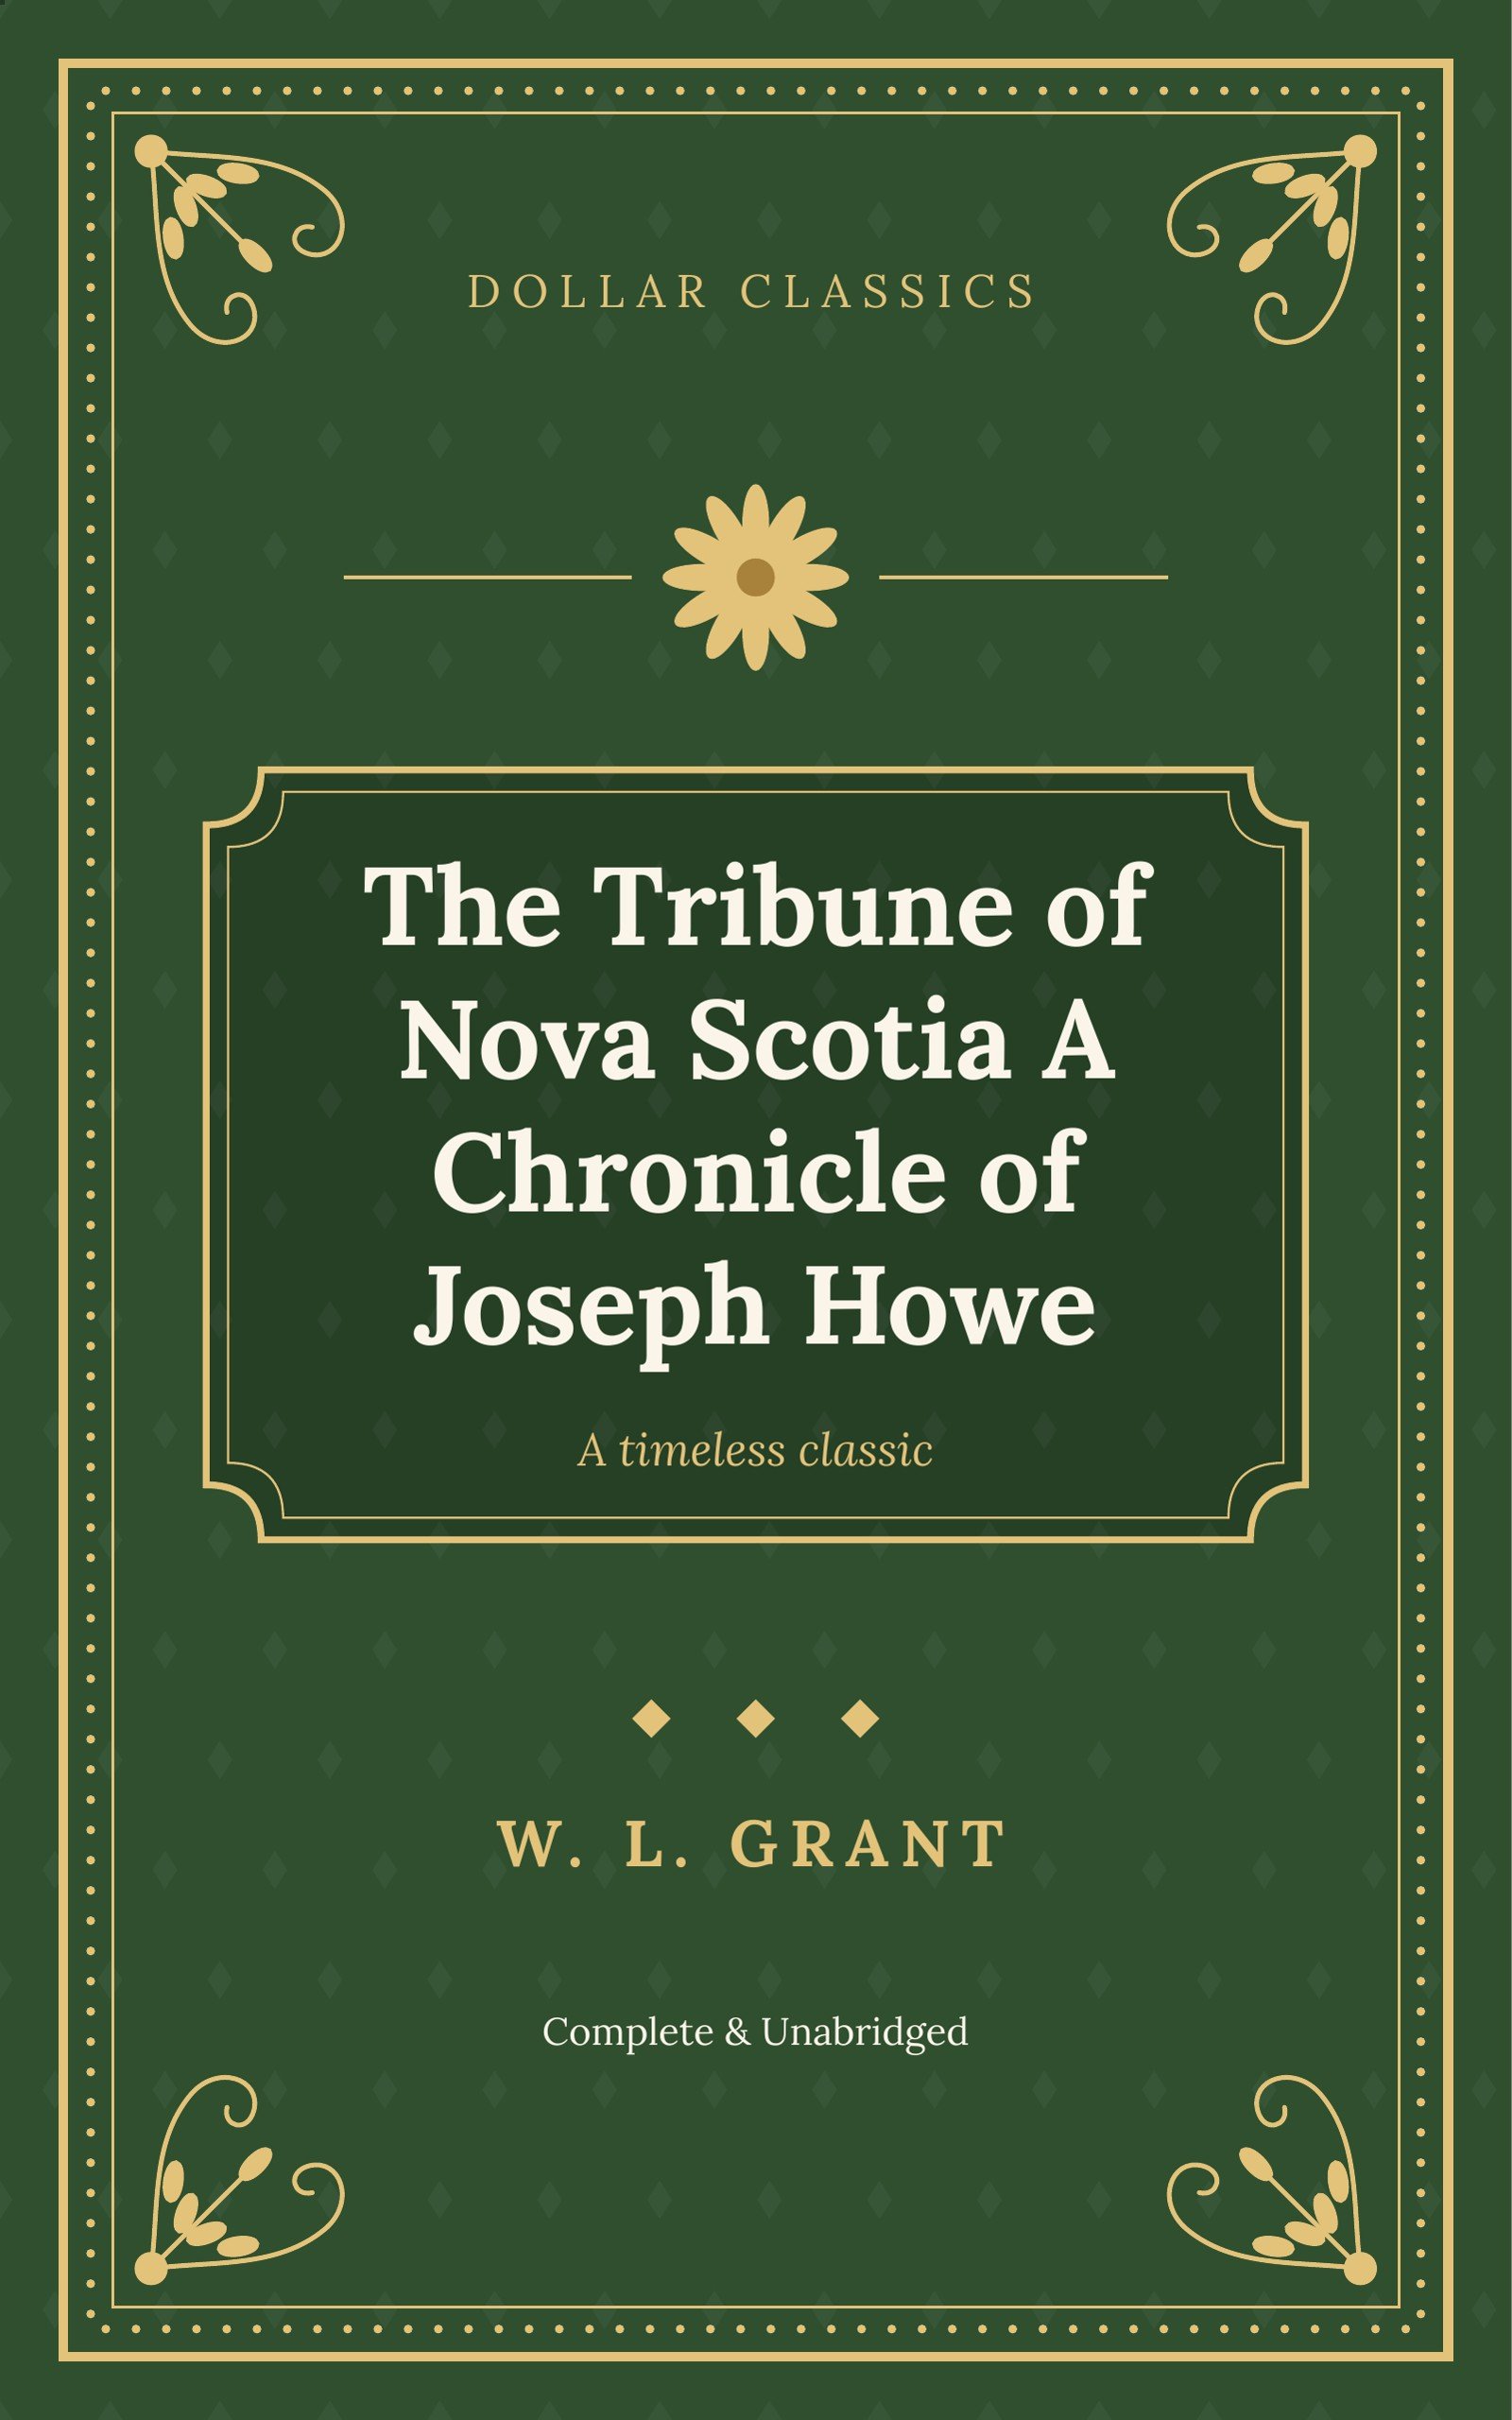 DOLLAR CLASSICS
The Tribune of
Nova Scotia A
Chronicle of
Joseph Howe
A timeless classic
W. L. GRANT
Complete & Unabridged